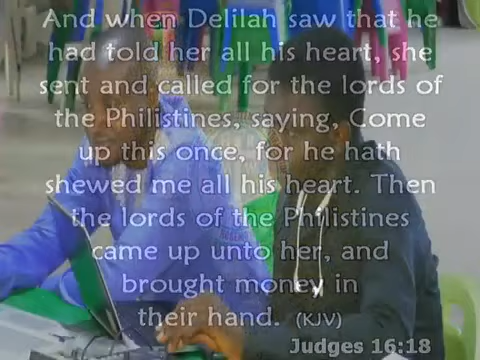 And when Delilah saw that he
had told her all his heart, she
sent and called for the lords of
the Philistines, saying, Come
up this once, for he hath
shewed me all his heart. Then
the lords of the Philistines
came up unto her, and
brought money in
their hand. (KJV)
Judges 16:18